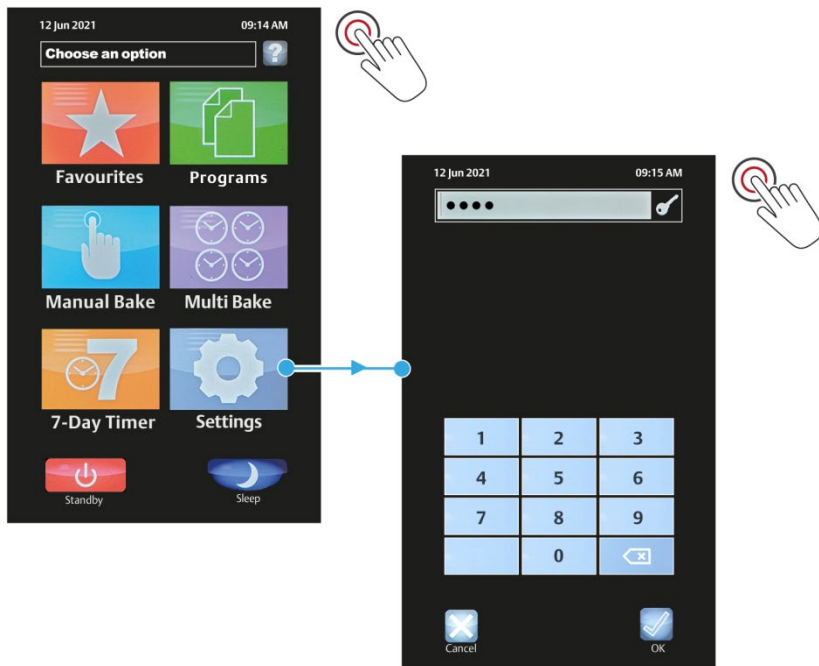 12 Jun 2021 09:14 AM
Choose an option ?
Favourites Programs
Manual Bake Multi Bake
7
7-Day Timer Settings
Standby Sleep
12 Jun 2021 09:15 AM
••••
1 2 3
4 5 6
7 8 9
0
Cancel OK